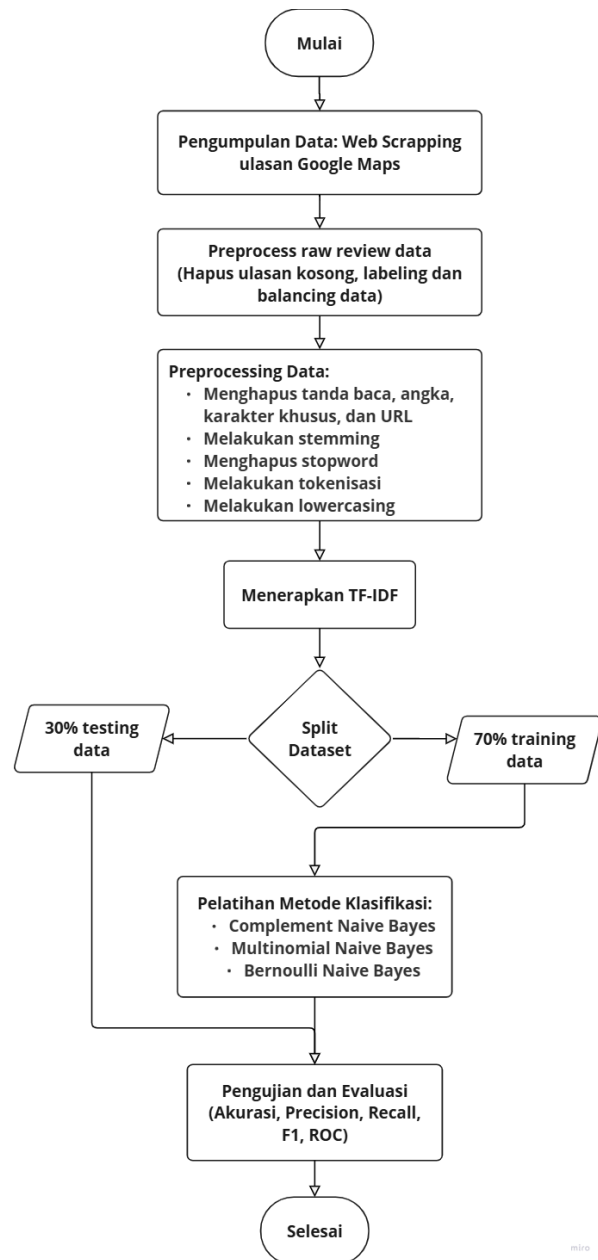 Mulai
Pengumpulan Data: Web Scrapping
ulasan Google Maps
Preprocess raw review data
(Hapus ulasan kosong, labeling dan
balancing data)
Preprocessing Data:
• Menghapus tanda baca, angka,
karakter khusus, dan URL
• Melakukan stemming
• Menghapus stopword
• Melakukan tokenisasi
• Melakukan lowercasing
Menerapkan TF-IDF
30% testing
data
Split
Dataset
70% training
data
Pelatihan Metode Klasifikasi:
• Complement Naive Bayes
• Multinomial Naive Bayes
• Bernoulli Naive Bayes
Pengujian dan Evaluasi
(Akurasi, Precision, Recall,
F1, ROC)
Selesai
miro